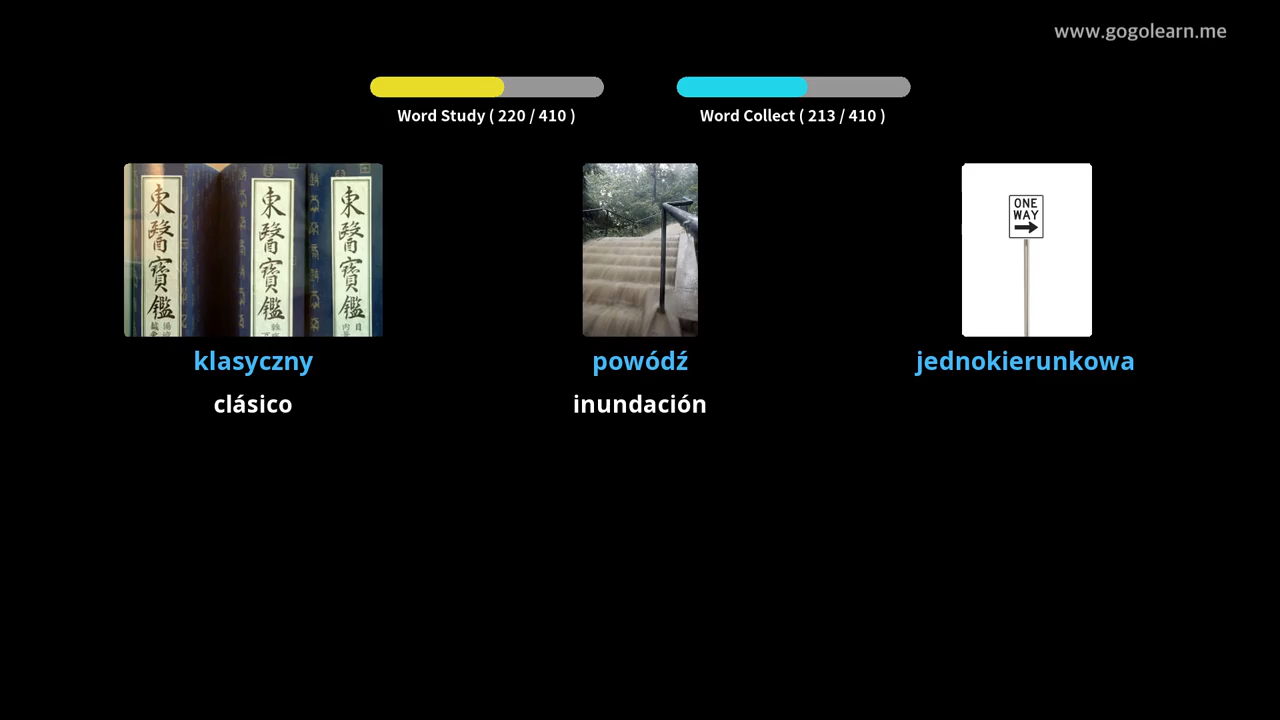 www.gogolearn.me
Word Study ( 220 / 410 )
Word Collect ( 213 / 410 )
東醫寶鑑
東醫寶鑑
東醫寶鑑
ONE
WAY
klasyczny
powódź
jednokierunkowa
clásico
inundación